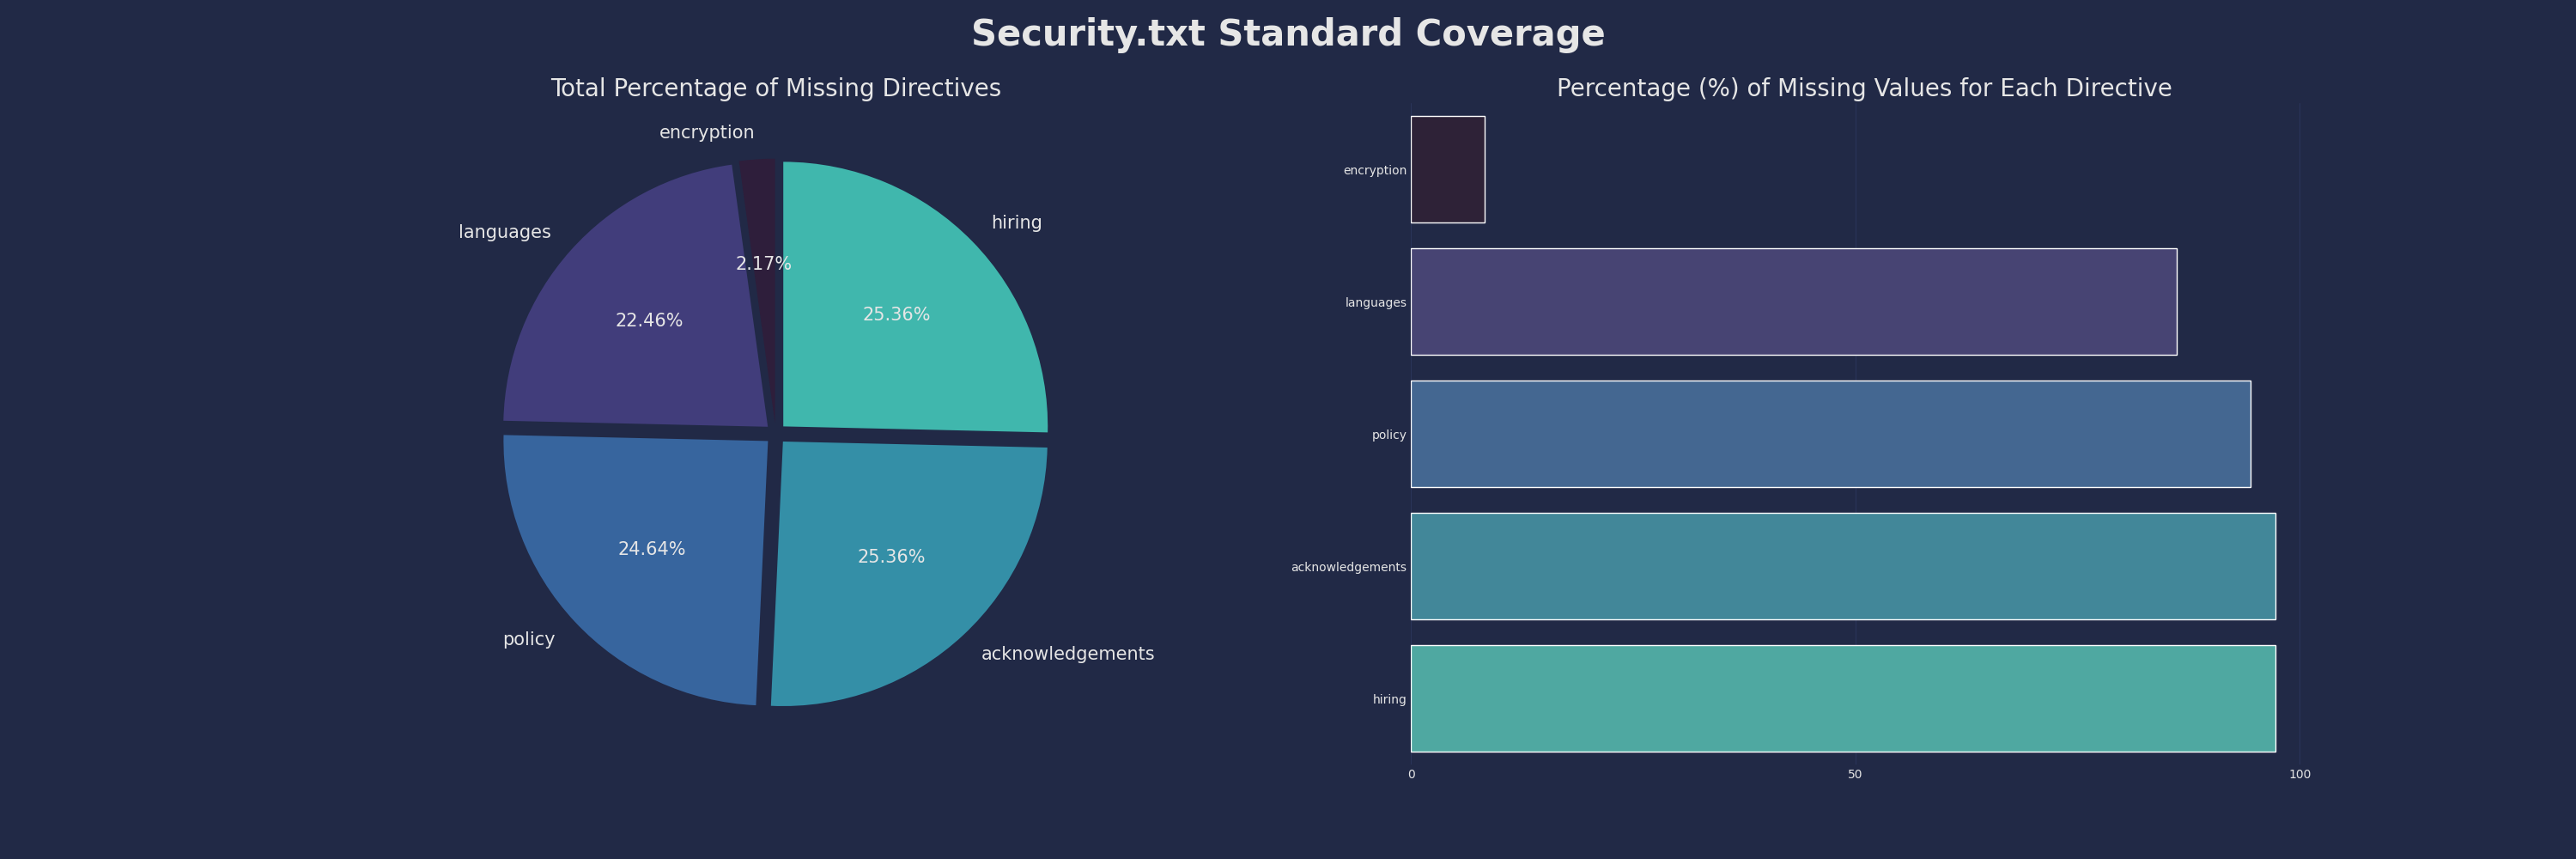 Security.txt Standard Coverage
Total Percentage of Missing Directives
encryption
hiring
languages
2.17%
25.36%
22.46%
24.64%
25.36%
policy
acknowledgements
Percentage (%) of Missing Values for Each Directive
encryption
languages
policy
acknowledgements
hiring
0 50 100